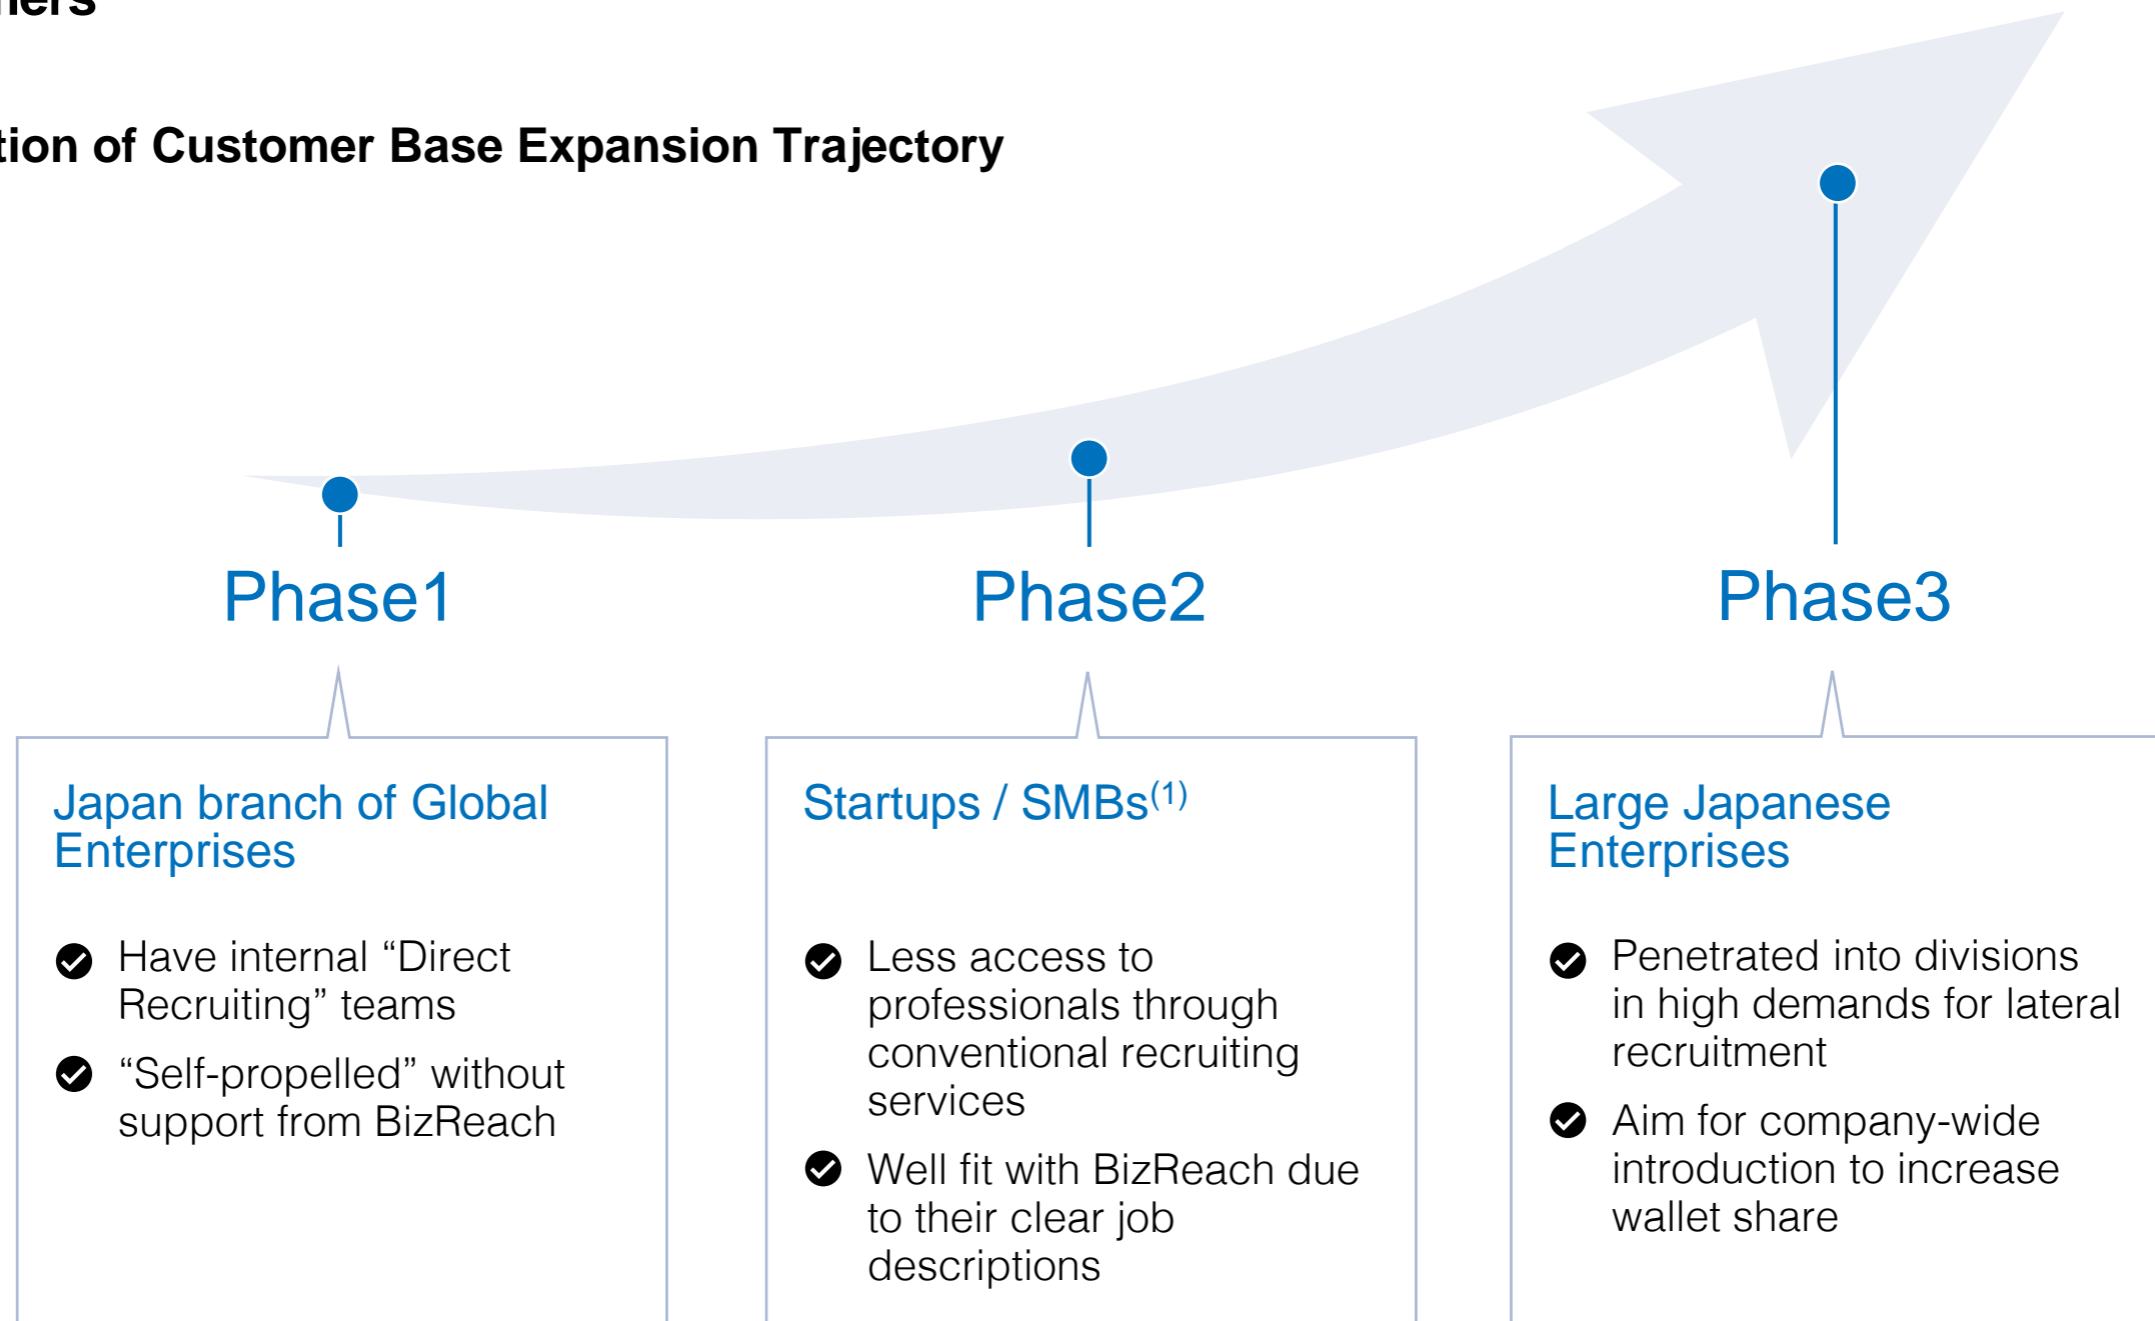 tion of Customer Base Expansion Trajectory
Phase1
Phase2
Phase3
Japan branch of Global
Enterprises
Have internal “Direct
Recruiting” teams
“Self-propelled” without
support from BizReach
Startups / SMBs(1)
Less access to
professionals through
conventional recruiting
services
Well fit with BizReach due
to their clear job
descriptions
Large Japanese
Enterprises
Penetrated into divisions
in high demands for lateral
recruitment
Aim for company-wide
introduction to increase
wallet share